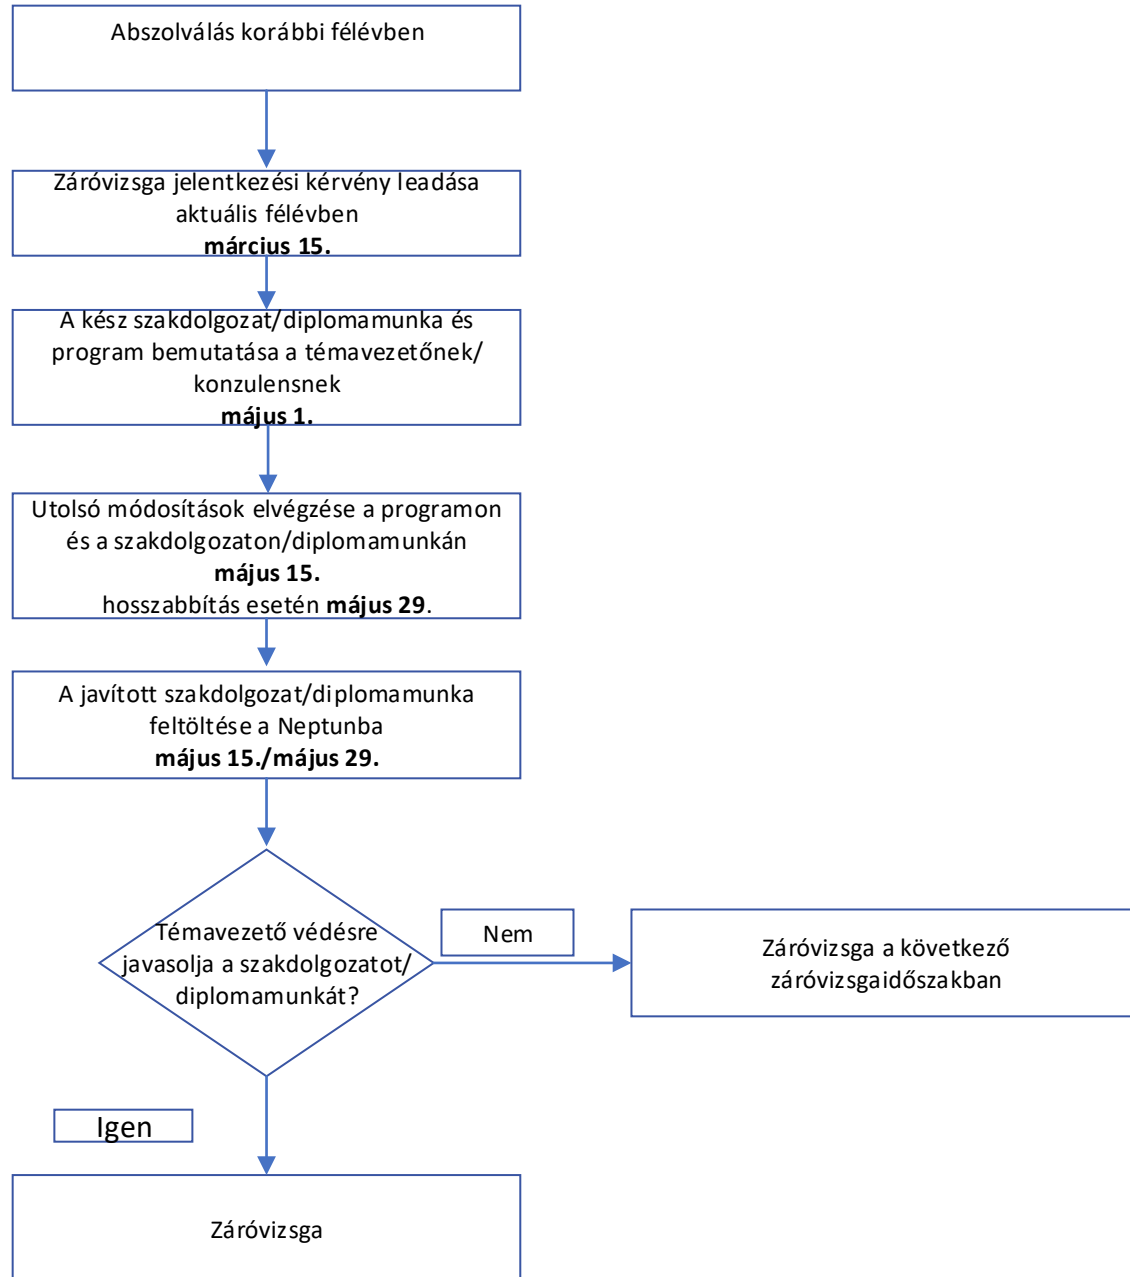 Abszolválás korábbi félévben
Záróvizsga jelentkezési kérvény leadása
aktuális félévben
március 15.
A kész szakdolgozat/diplomamunka és
program bemutatása a témavezetőnek/
konzulensnek
május 1.
Utolsó módosítások elvégzése a programon
és a szakdolgozaton/diplomamunkán
május 15.
hosszabbítás esetén május 29.
A javított szakdolgozat/diplomamunka
feltöltése a Neptunba
május 15./május 29.
Témavezető védésre
javasolja a szakdolgozatot/
diplomamunkát?
Nem
Záróvizsga a következő
záróvizsgaidőszakban
Igen
Záróvizsga